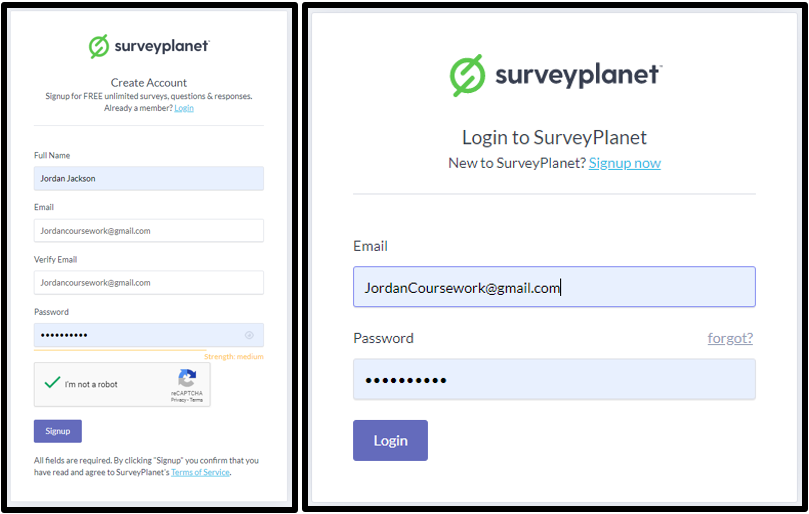 surveyplanet
Create Account
Signup for FREE unlimited surveys, questions & responses.
Already a member? Login
Full Name
Jordan Jackson
Email
Jordancoursework@gmail.com
Verify Email
Jordancoursework@gmail.com
Password
••••••••••
Strength: medium
I'm not a robot
reCAPTCHA
Privacy - Terms
Signup
All fields are required. By clicking "Signup" you confirm that you
have read and agree to SurveyPlanet's Terms of Service.
surveyplanet™
Login to SurveyPlanet
New to SurveyPlanet? Signup now
Email
JordanCoursework@gmail.com
Password forgot?
••••••••••
Login